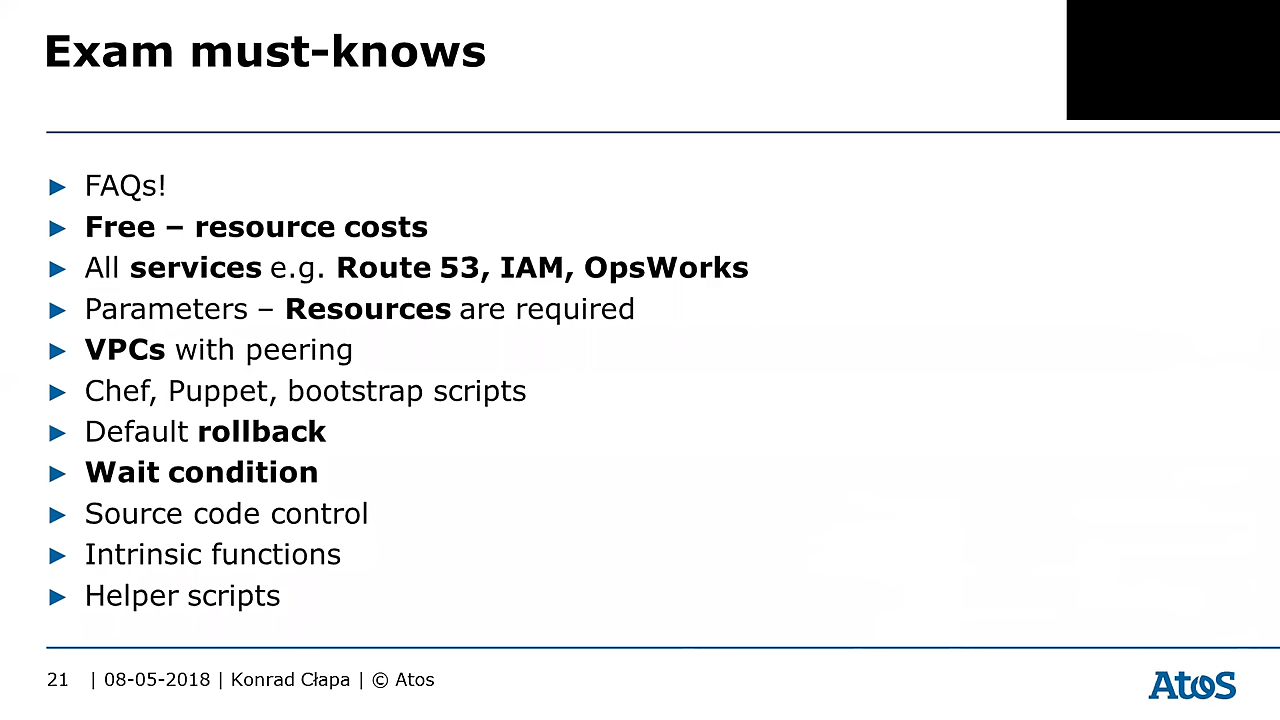 Exam must-knows
► FAQs!
► Free – resource costs
► All services e.g. Route 53, IAM, OpsWorks
► Parameters – Resources are required
► VPCs with peering
► Chef, Puppet, bootstrap scripts
► Default rollback
► Wait condition
► Source code control
► Intrinsic functions
► Helper scripts
21 | 08-05-2018 | Konrad Cłapa | © Atos
Atos